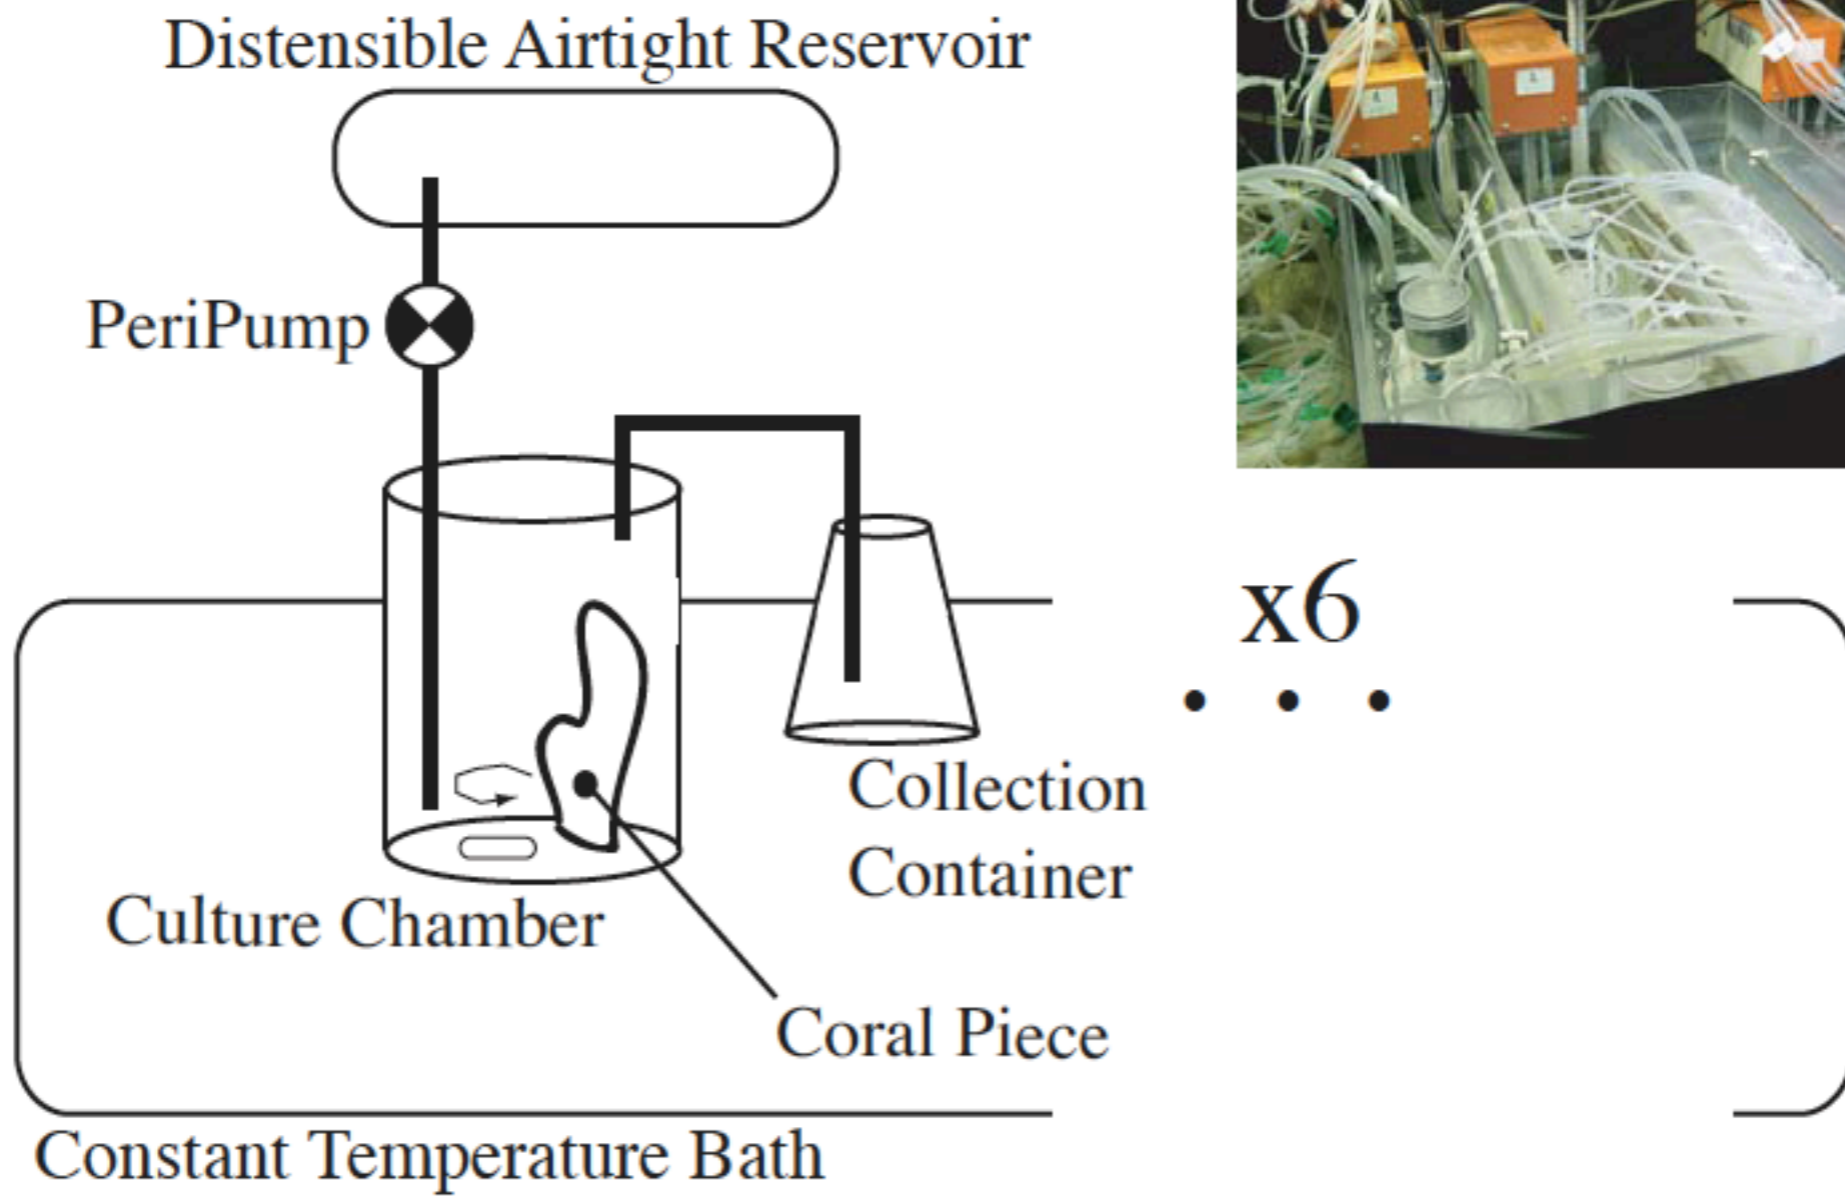 Distensible Airtight Reservoir
PeriPump
x6
Collection
Container
Culture Chamber
Coral Piece
Constant Temperature Bath